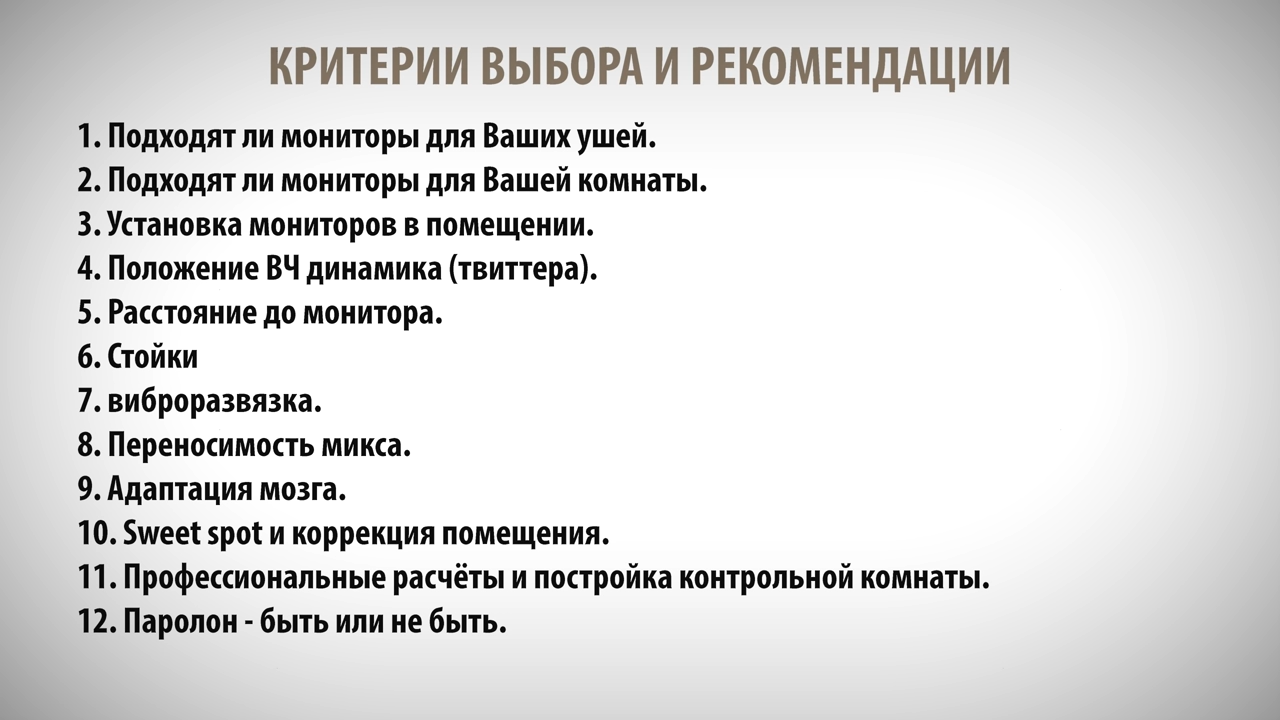 КРИТЕРИИ ВЫБОРА И РЕКОМЕНДАЦИИ
1. Подходят ли мониторы для Ваших ушей.
2. Подходят ли мониторы для Вашей комнаты.
3. Установка мониторов в помещении.
4. Положение ВЧ динамика (твиттера).
5. Расстояние до монитора.
6. Стойки
7. виброразвязка.
8. Переносимость микса.
9. Адаптация мозга.
10. Sweet spot и коррекция помещения.
11. Профессиональные расчёты и постройка контрольной комнаты.
12. Паролон - быть или не быть.